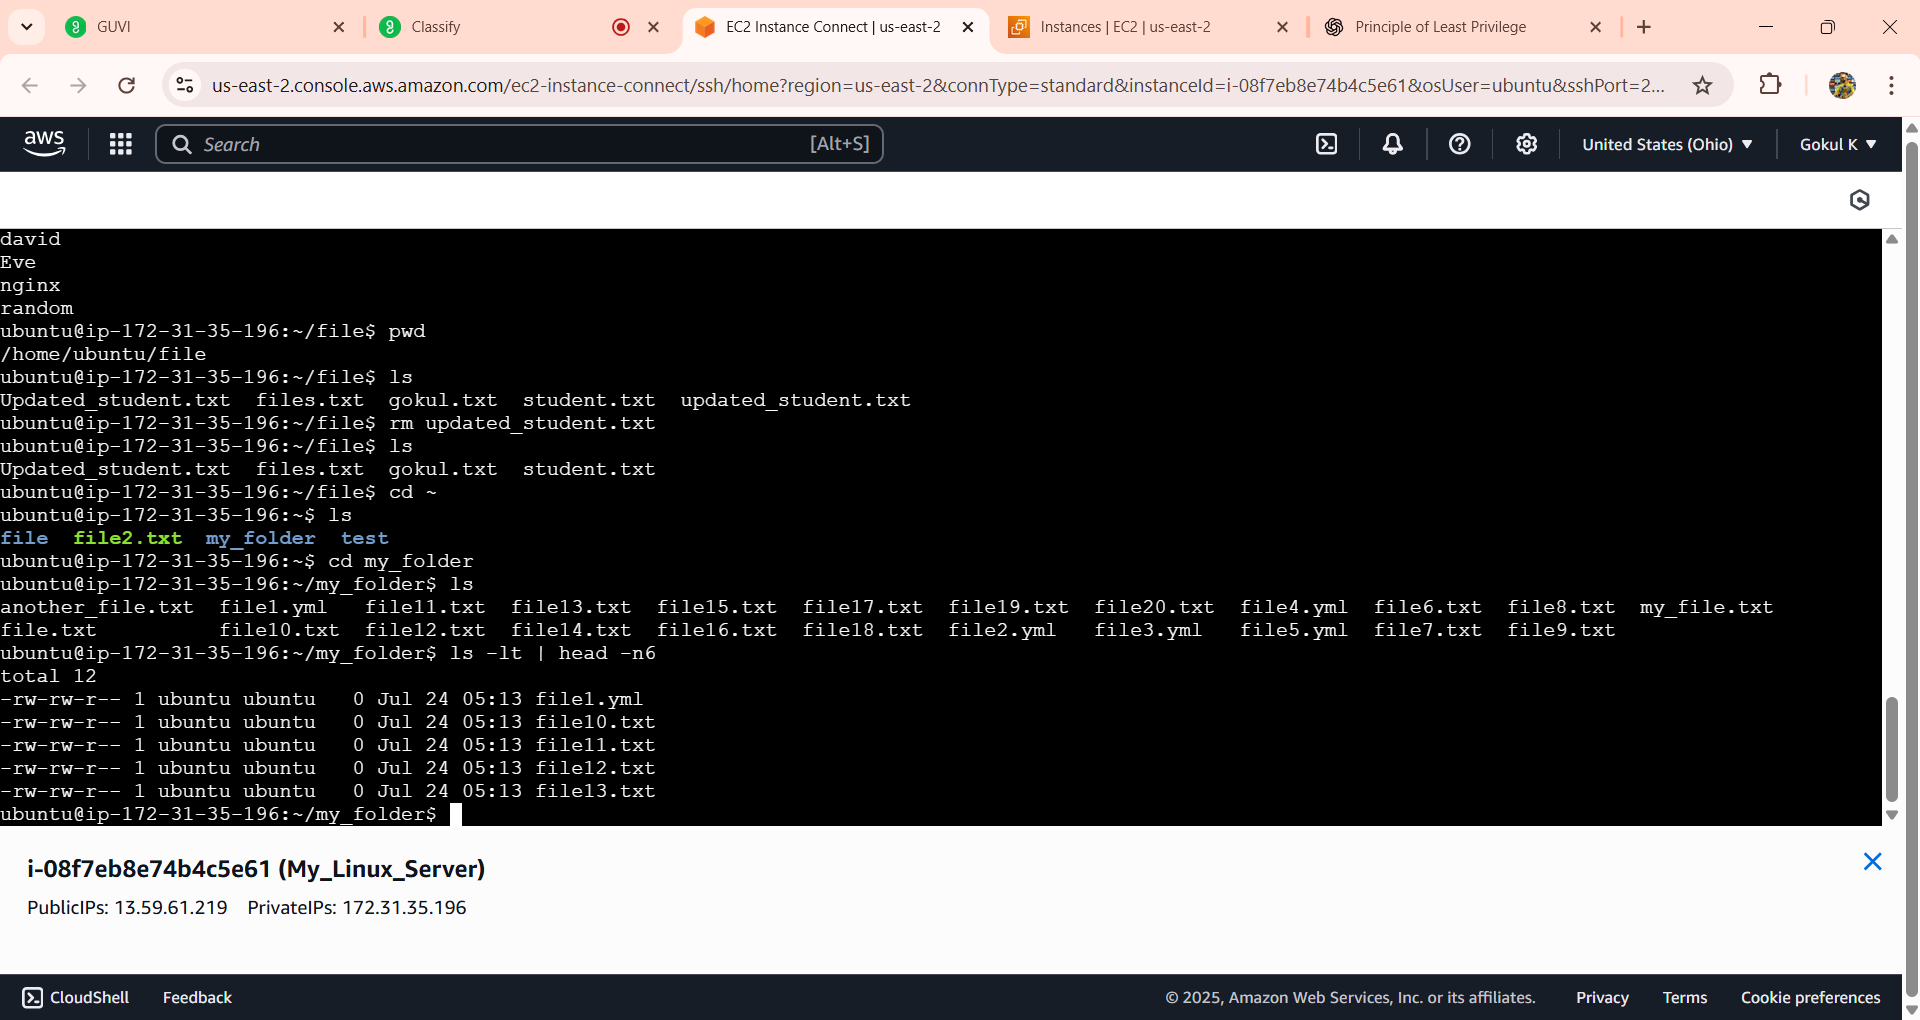 GUVI
Classify
EC2 Instance Connect | us-east-2
Instances | EC2 | us-east-2
Principle of Least Privilege
us-east-2.console.aws.amazon.com/ec2-instance-connect/ssh/home?region=us-east-2&connType=standard&instanceId=i-08f7eb8e74b4c5e61&osUser=ubuntu&sshPort=2...
aws
Search
[Alt+S]
United States (Ohio)
Gokul K
david
Eve
nginx
random
ubuntu@ip-172-31-35-196:~/file$ pwd
/home/ubuntu/file
ubuntu@ip-172-31-35-196:~/file$ ls
Updated_student.txt  files.txt  gokul.txt  student.txt  updated_student.txt
ubuntu@ip-172-31-35-196:~/file$ rm updated_student.txt
ubuntu@ip-172-31-35-196:~/file$ ls
Updated_student.txt  files.txt  gokul.txt  student.txt
ubuntu@ip-172-31-35-196:~/file$ cd ~
ubuntu@ip-172-31-35-196:~$ ls
file  file2.txt  my_folder  test
ubuntu@ip-172-31-35-196:~$ cd my_folder
ubuntu@ip-172-31-35-196:~/my_folder$ ls
another_file.txt  file1.yml   file11.txt  file13.txt  file15.txt  file17.txt  file19.txt  file20.txt  file4.yml  file6.txt  file8.txt  my_file.txt
file.txt          file10.txt  file12.txt  file14.txt  file16.txt  file18.txt  file2.yml   file3.yml   file5.yml  file7.txt  file9.txt
ubuntu@ip-172-31-35-196:~/my_folder$ ls -lt | head -n6
total 12
-rw-rw-r-- 1 ubuntu ubuntu   0 Jul 24 05:13 file1.yml
-rw-rw-r-- 1 ubuntu ubuntu   0 Jul 24 05:13 file10.txt
-rw-rw-r-- 1 ubuntu ubuntu   0 Jul 24 05:13 file11.txt
-rw-rw-r-- 1 ubuntu ubuntu   0 Jul 24 05:13 file12.txt
-rw-rw-r-- 1 ubuntu ubuntu   0 Jul 24 05:13 file13.txt
ubuntu@ip-172-31-35-196:~/my_folder$
i-08f7eb8e74b4c5e61 (My_Linux_Server)
PublicIPs: 13.59.61.219   PrivateIPs: 172.31.35.196
CloudShell
Feedback
© 2025, Amazon Web Services, Inc. or its affiliates.
Privacy
Terms
Cookie preferences